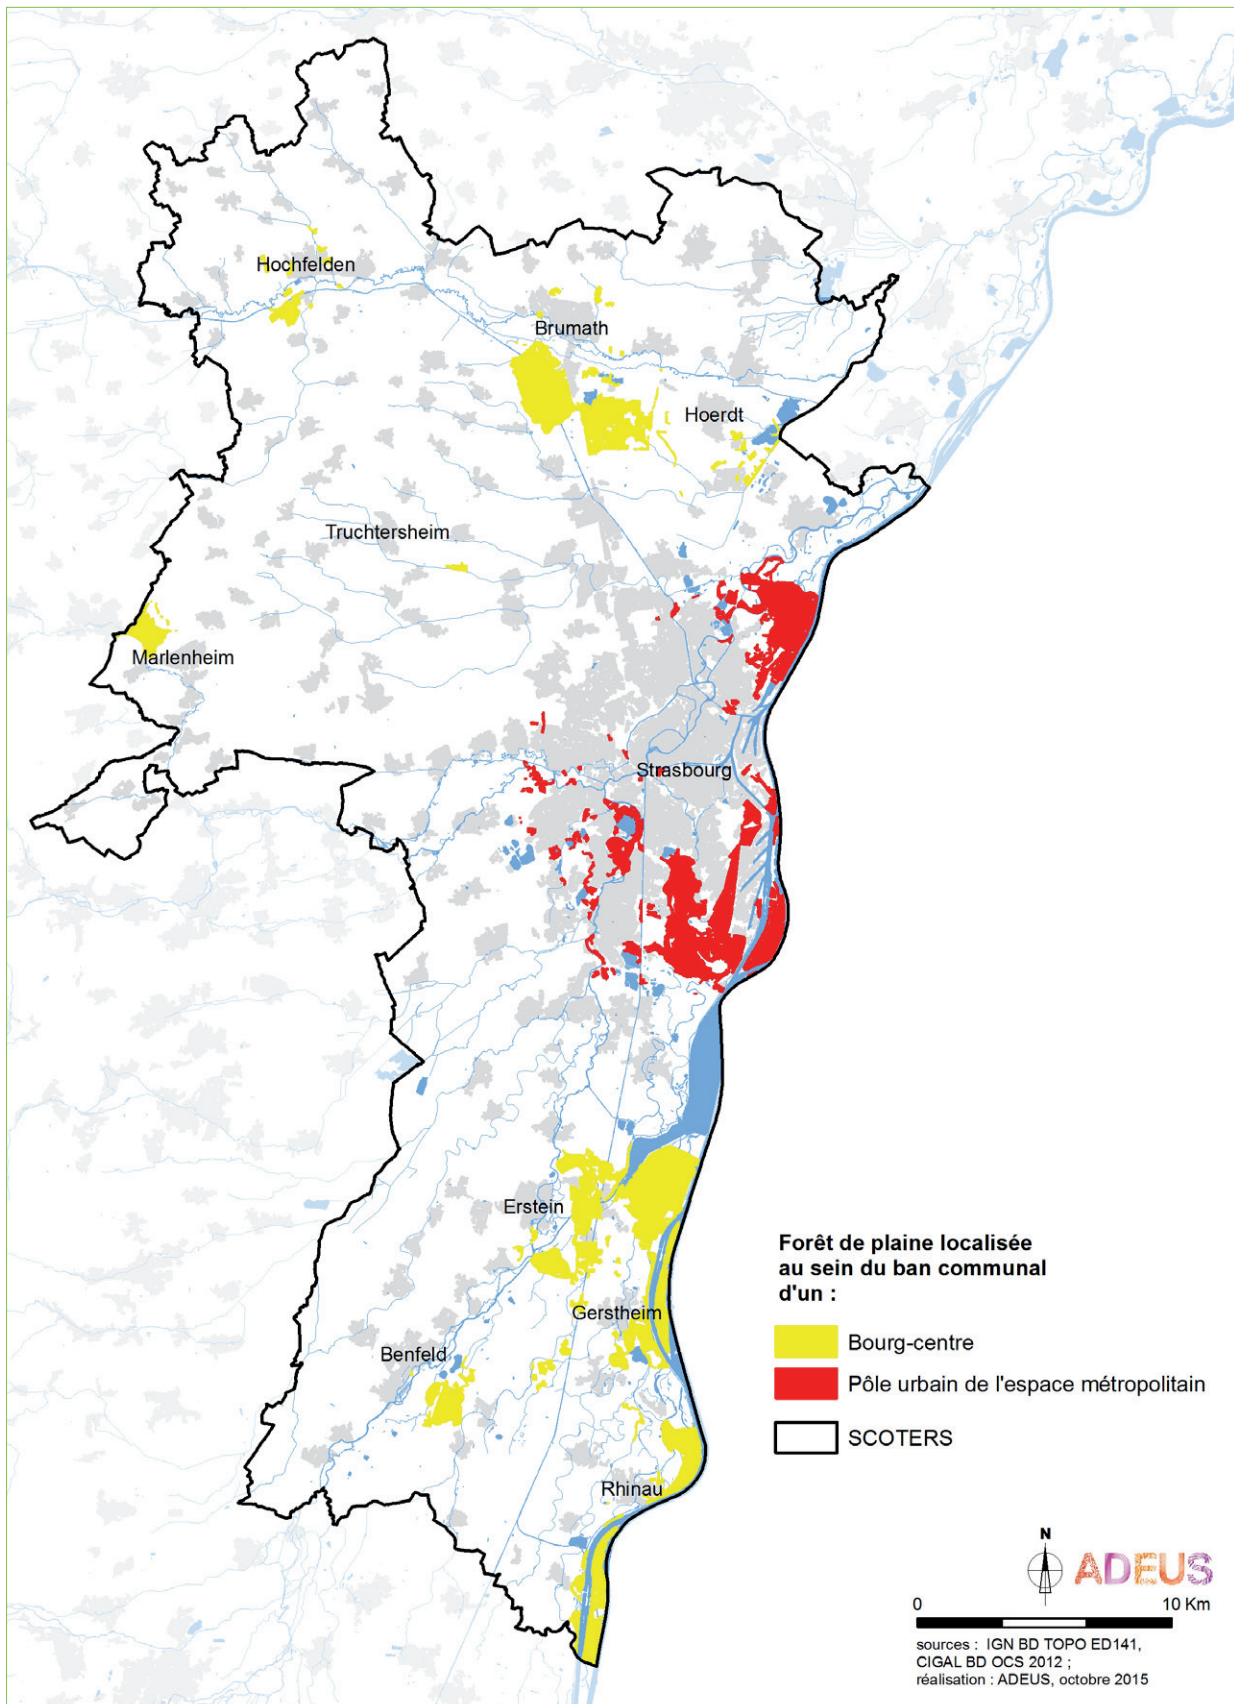 Hochfelden
Brumath
Hoerdt
Truchtersheim
Marlenheim
Strasbourg
Erstein
Gerstheim
Benfeld
Rhinau
Forêt de plaine localisée
au sein du ban communal
d'un :
Bourg-centre
Pôle urbain de l'espace métropolitain
SCOTERS
N
ADEUS
0 10 Km
sources : IGN BD TOPO ED141,
CIGAL BD OCS 2012 ;
réalisation : ADEUS, octobre 2015